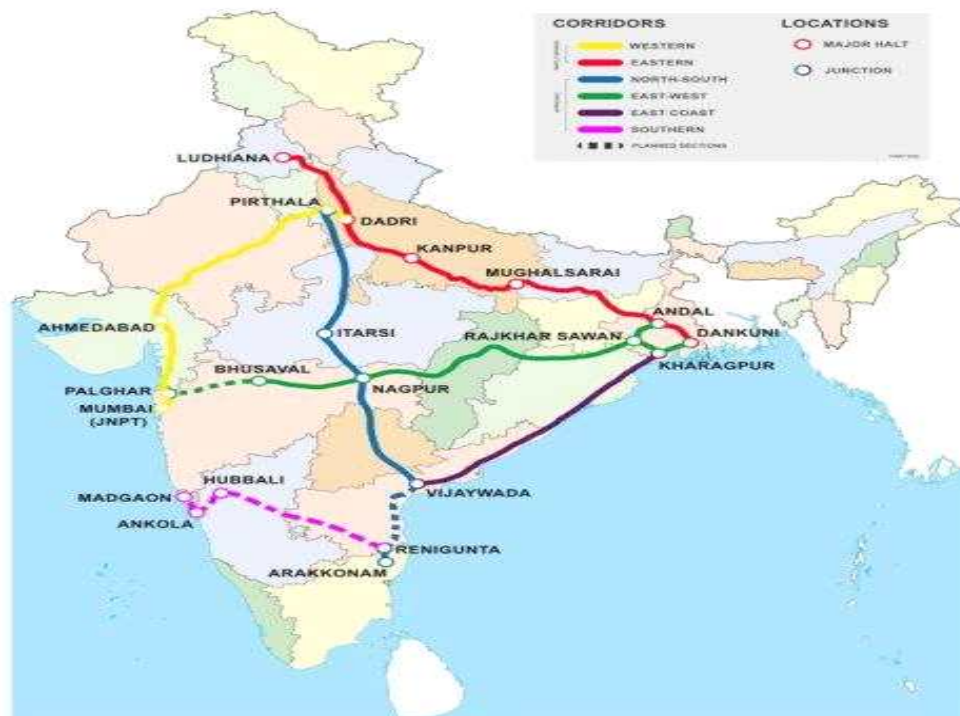 CORRIDORS
LOCATIONS
WESTERN
MAJOR HALT
EASTERN
NORTH-SOUTH
JUNCTION
EAST-WEST
EAST COAST
SOUTHERN
PLANNED SECTIONS
LUDHIANA
PIRTHALA
DADRI
KANPUR
MUGHALSARAI
ANDAL
AHMEDABAD
ITARSI
RAJKHAR SAWAN
DANKUNI
BHUSAVAL
KHARAGPUR
PALGHAR
NAGPUR
MUMBAI
(JNPT)
HUBBALI
VIJAYWADA
MADGAON
ANKOLA
RENIGUNTA
ARAKKONAM